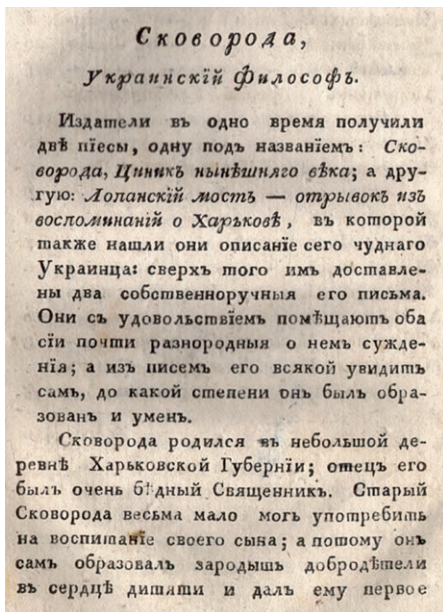 Сковорода,
Украинскій Философъ.
Издатели въ одно время получили
двѣ піесы, одну подъ названіемъ: Ско-
ворода, Циникъ нынѣшняго вѣка; а дру-
гую: Лопанскій мостъ — отрывокъ изъ
воспоминаній о Харьковѣ, въ которой
также нашли они описаніе сего чуднаго
Украинца: сверхъ того имъ доставле-
ны два собственноручныя его письма.
Они съ удовольствіемъ помѣщаютъ оба
сіи почти разнородныя о немъ сужде-
нія; а изъ писемъ его всякой увидитъ
самъ, до какой степени онъ былъ обра-
зованъ и уменъ.
Сковорода родился въ небольшой де-
ревнѣ Харьковской Губерніи; отецъ его
былъ очень бѣдный Священникъ. Старый
Сковорода весьма мало могъ употребить
на воспитаніе своего сына; а потому онъ
самъ образовалъ зародышъ добродѣтели
въ сердцѣ дитяти и далъ ему первое